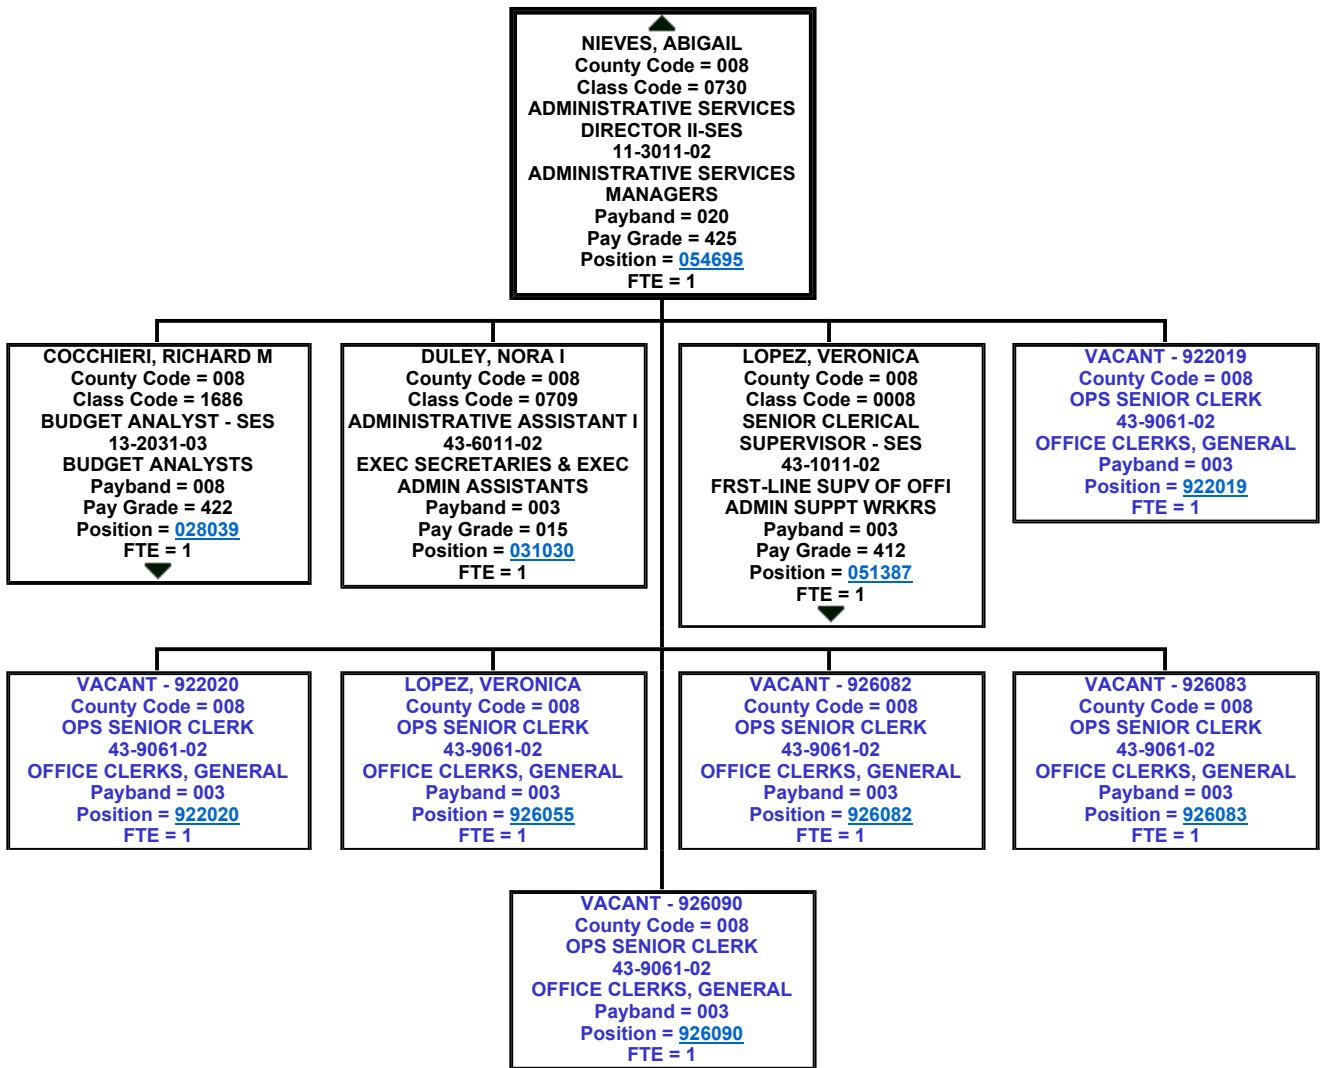 NIEVES, ABIGAIL
County Code = 008
Class Code = 0730
ADMINISTRATIVE SERVICES
DIRECTOR II-SES
11-3011-02
ADMINISTRATIVE SERVICES
MANAGERS
Payband = 020
Pay Grade = 425
Position = 054695
FTE = 1
COCCHIERI, RICHARD M
County Code = 008
Class Code = 1686
BUDGET ANALYST - SES
13-2031-03
BUDGET ANALYSTS
Payband = 008
Pay Grade = 422
Position = 028039
FTE = 1
DULEY, NORA I
County Code = 008
Class Code = 0709
ADMINISTRATIVE ASSISTANT I
43-6011-02
EXEC SECRETARIES & EXEC
ADMIN ASSISTANTS
Payband = 003
Pay Grade = 015
Position = 031030
FTE = 1
LOPEZ, VERONICA
County Code = 008
Class Code = 0008
SENIOR CLERICAL
SUPERVISOR - SES
43-1011-02
FRST-LINE SUPV OF OFFI
ADMIN SUPPT WRKRS
Payband = 003
Pay Grade = 412
Position = 051387
FTE = 1
VACANT - 922019
County Code = 008
OPS SENIOR CLERK
43-9061-02
OFFICE CLERKS, GENERAL
Payband = 003
Position = 922019
FTE = 1
VACANT - 922020
County Code = 008
OPS SENIOR CLERK
43-9061-02
OFFICE CLERKS, GENERAL
Payband = 003
Position = 922020
FTE = 1
LOPEZ, VERONICA
County Code = 008
OPS SENIOR CLERK
43-9061-02
OFFICE CLERKS, GENERAL
Payband = 003
Position = 926055
FTE = 1
VACANT - 926082
County Code = 008
OPS SENIOR CLERK
43-9061-02
OFFICE CLERKS, GENERAL
Payband = 003
Position = 926082
FTE = 1
VACANT - 926083
County Code = 008
OPS SENIOR CLERK
43-9061-02
OFFICE CLERKS, GENERAL
Payband = 003
Position = 926083
FTE = 1
VACANT - 926090
County Code = 008
OPS SENIOR CLERK
43-9061-02
OFFICE CLERKS, GENERAL
Payband = 003
Position = 926090
FTE = 1